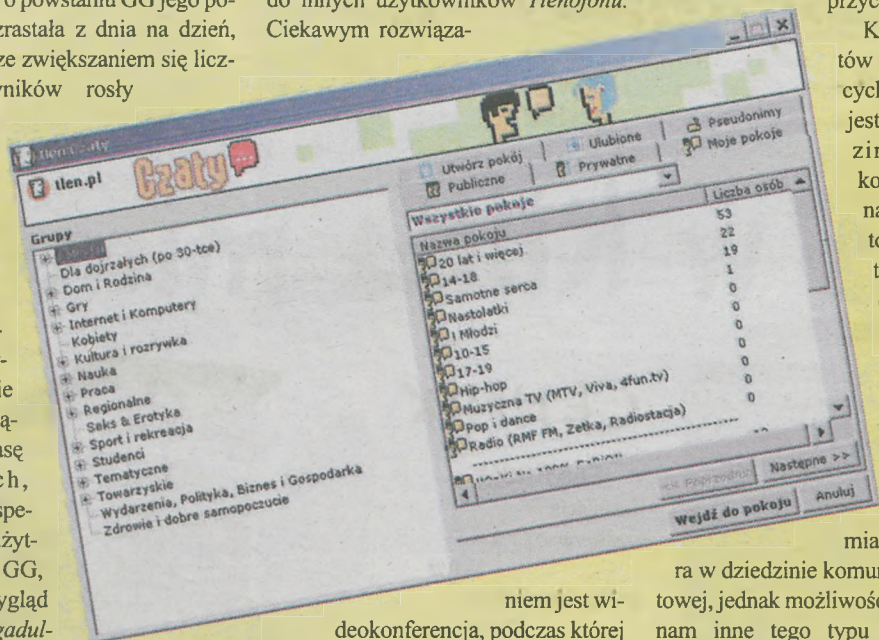 o powstania GG jego po-
zrastała z dnia na dzień,
ze zwiększaniem się licz-
rosły
do innych użytkowników Tlenofonu.
Ciekawym rozwiąza-
tlen.pl
Czaty
Utwórz pokój
Ulubione
Pseudonimy
Publiczne
Prywatne
Moje pokoje
Grupy
Dla dojrzałych (po 30-tce)
Dom i Rodzina
Gry
Internet i Komputery
Kobiety
Kultura i rozrywka
Nauka
Praca
Regionalne
Seks & Erotyka
Sport i rekreacja
Studenci
Tematyczne
Towarzyskie
Wydarzenia, Polityka, Biznes i Gospodarka
Zdrowie i dobre samopoczucie
Wszystkie pokoje
Nazwa pokoju Liczba osób
20 lat i więcej 53
14-18 22
Samotne serca 19
Nastolatki 1
! Młodzi 0
10-15 0
17-19 0
Hip-hop 0
Muzyczna TV (MTV, Viva, 4fun.tv) 0
Pop i dance 0
Radio (RMF FM, Zetka, Radiostacja) 0
<< Poprzednie
Następne >>
Wejdź do pokoju
Anuluj
GG,
niem jest wi-
deokonferencja, podczas której
ra w dziedzinie komu
towej, jednak możliwoś
nam inne tego typu